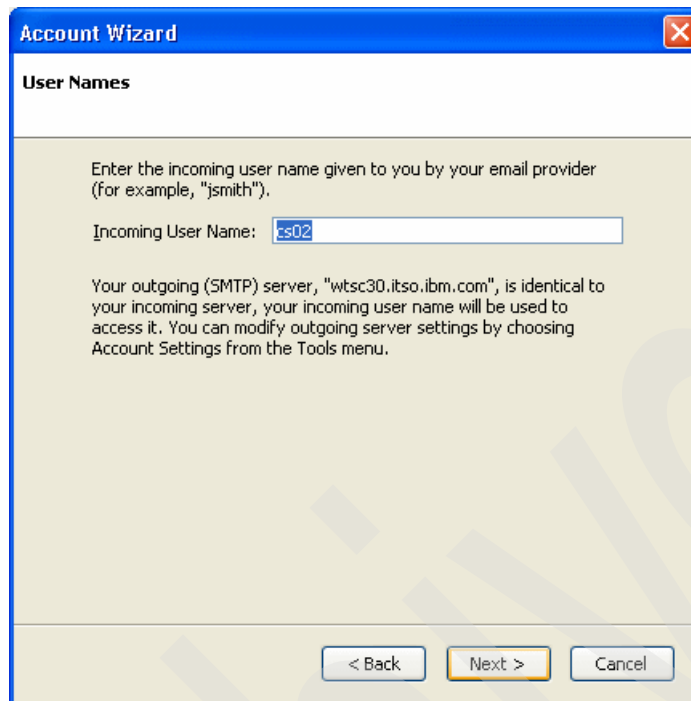 Account Wizard
User Names
Enter the incoming user name given to you by your email provider
(for example, "jsmith").
Incoming User Name: cs02
Your outgoing (SMTP) server, "wtsc30.itso.ibm.com", is identical to
your incoming server, your incoming user name will be used to
access it. You can modify outgoing server settings by choosing
Account Settings from the Tools menu.
< Back Next > Cancel